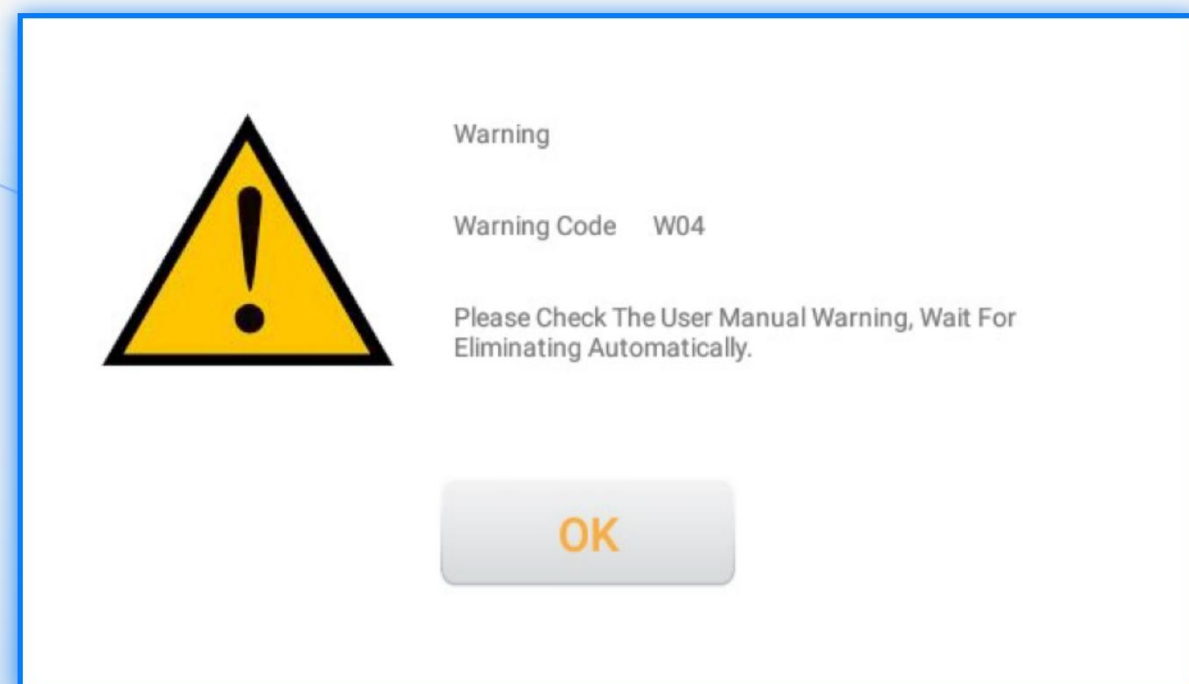 Warning
Warning Code W04
Please Check The User Manual Warning, Wait For
Eliminating Automatically.
OK